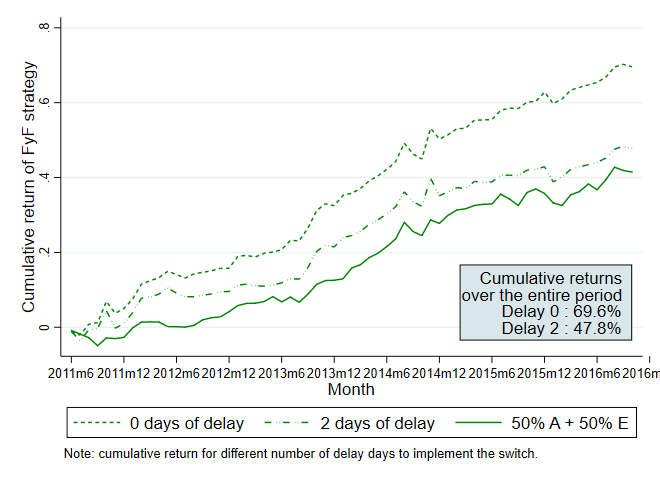 Cumulative return of FyF strategy
.8
.6
.4
.2
0
Cumulative returns
over the entire period
Delay 0 : 69.6%
Delay 2 : 47.8%
2011m6 2011m12 2012m6 2012m12 2013m6 2013m12 2014m6 2014m12 2015m6 2015m12 2016m6 2016m
Month
0 days of delay 2 days of delay 50% A + 50% E
Note: cumulative return for different number of delay days to implement the switch.